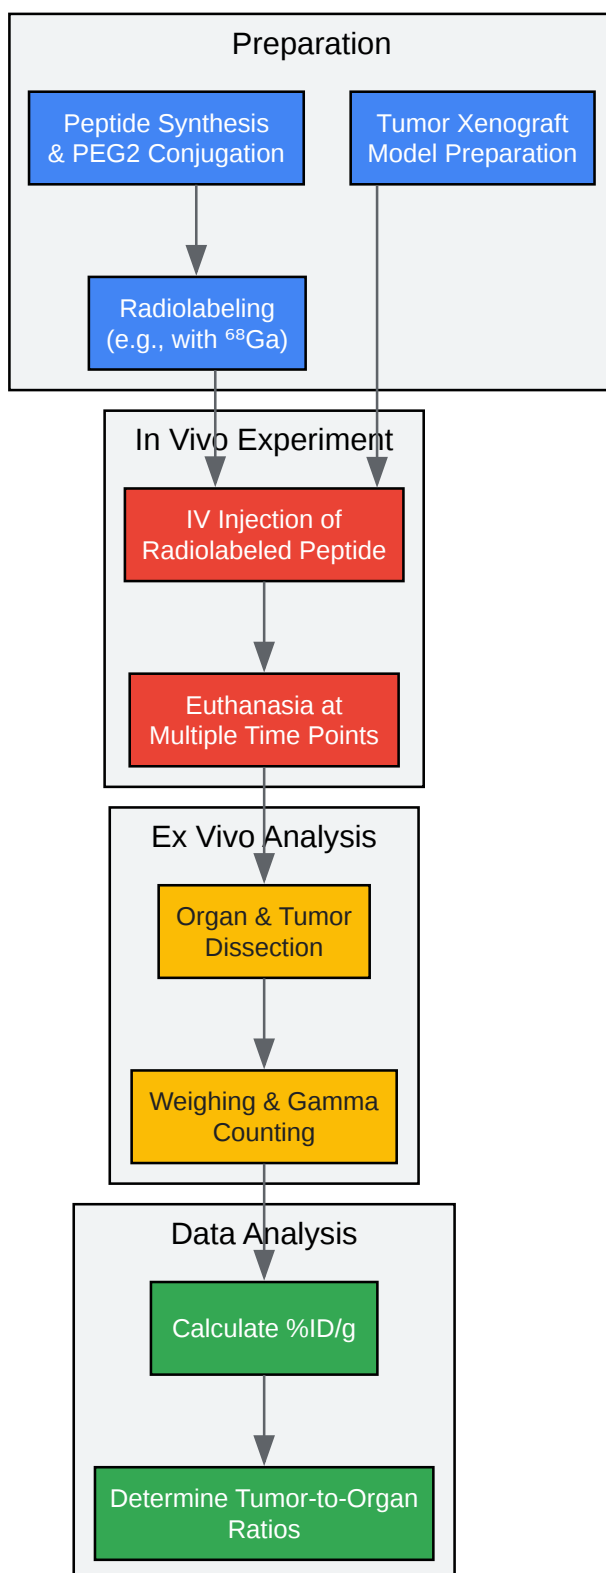 Preparation
Peptide Synthesis
& PEG2 Conjugation
Tumor Xenograft
Model Preparation
Radiolabeling
(e.g., with ⁶⁸Ga)
In Vivo Experiment
IV Injection of
Radiolabeled Peptide
Euthanasia at
Multiple Time Points
Ex Vivo Analysis
Organ & Tumor
Dissection
Weighing & Gamma
Counting
Data Analysis
Calculate %ID/g
Determine Tumor-to-Organ
Ratios